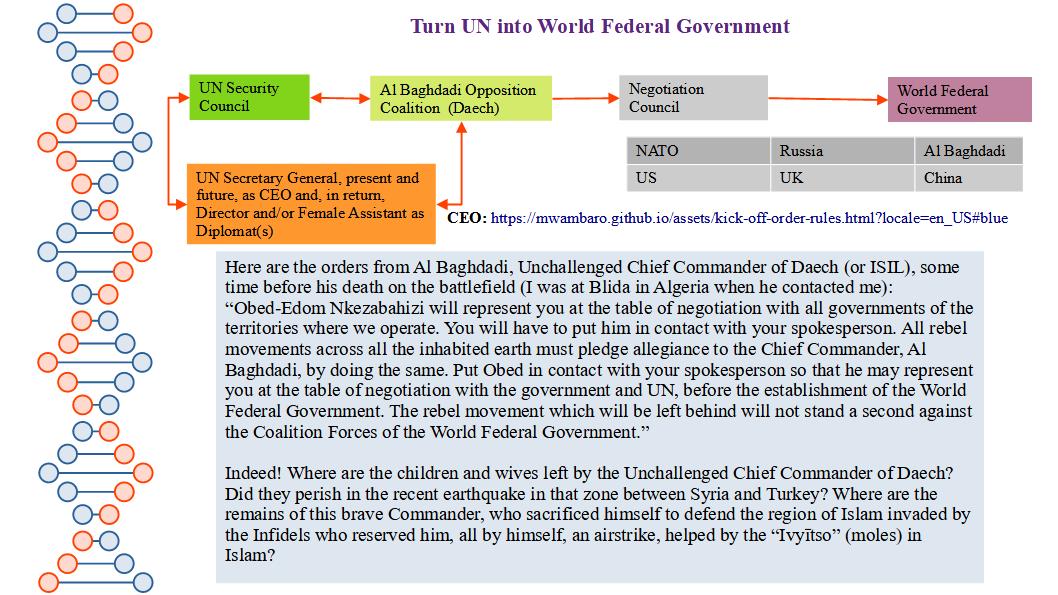 Turn UN into World Federal Government
UN Security
Council
Al Baghdadi Opposition
Coalition (Daech)
Negotiation
Council
World Federal
Government
NATO
Russia
Al Baghdadi
US
UK
China
UN Secretary General, present and
future, as CEO and, in return,
Director and/or Female Assistant as
Diplomat(s)
CEO: https://mwambaro.github.io/assets/kick-off-order-rules.html?locale=en_US#blue
Here are the orders from Al Baghdadi, Unchallenged Chief Commander of Daech (or ISIL), some
time before his death on the battlefield (I was at Blida in Algeria when he contacted me):
“Obed-Edom Nkezabahizi will represent you at the table of negotiation with all governments of the
territories where we operate. You will have to put him in contact with your spokesperson. All rebel
movements across all the inhabited earth must pledge allegiance to the Chief Commander, Al
Baghdadi, by doing the same. Put Obed in contact with your spokesperson so that he may represent
you at the table of negotiation with the government and UN, before the establishment of the World
Federal Government. The rebel movement which will be left behind will not stand a second against
the Coalition Forces of the World Federal Government.”
Indeed! Where are the children and wives left by the Unchallenged Chief Commander of Daech?
Did they perish in the recent earthquake in that zone between Syria and Turkey? Where are the
remains of this brave Commander, who sacrificed himself to defend the region of Islam invaded by
the Infidels who reserved him, all by himself, an airstrike, helped by the “Ivyītso” (moles) in
Islam?